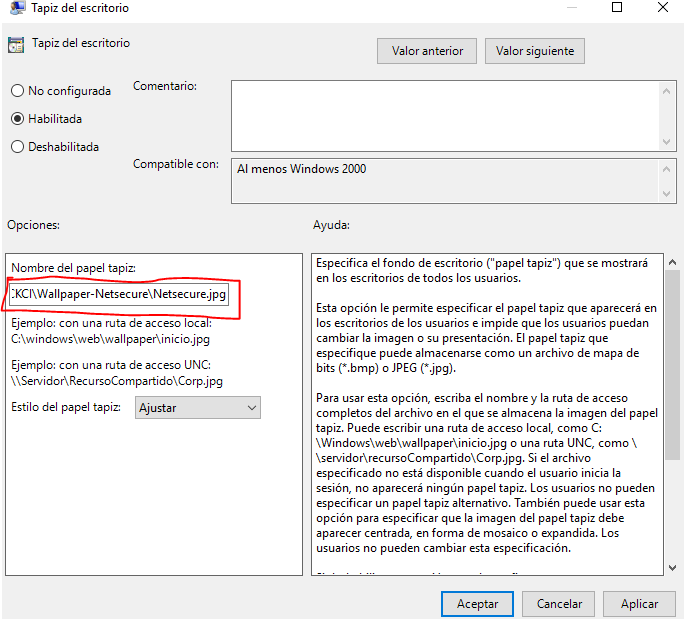 Tapiz del escritorio
Tapiz del escritorio
Valor anterior
Valor siguiente
No configurada
Habilitada
Deshabilitada
Comentario:
Compatible con:
Al menos Windows 2000
Opciones:
Ayuda:
Nombre del papel tapiz:
KCI\Wallpaper-Netsecure\Netsecure.jpg
Ejemplo: con una ruta de acceso local:
C:\windows\web\wallpaper\inicio.jpg
Ejemplo: con una ruta de acceso UNC:
\\Servidor\RecursoCompartido\Corp.jpg
Estilo del papel tapiz:
Ajustar
Especifica el fondo de escritorio ("papel tapiz") que se mostrará
en los escritorios de todos los usuarios.
Esta opción le permite especificar el papel tapiz que aparecerá en
los escritorios de los usuarios e impide que los usuarios puedan
cambiar la imagen o su presentación. El papel tapiz que
especifique puede almacenarse como un archivo de mapa de
bits (*.bmp) o JPEG (*.jpg).
Para usar esta opción, escriba el nombre y la ruta de acceso
completos del archivo en el que se almacena la imagen del papel
tapiz. Puede escribir una ruta de acceso local, como C:
\Windows\web\wallpaper\inicio.jpg o una ruta UNC, como \
\servidor\recursoCompartido\Corp.jpg. Si el archivo
especificado no está disponible cuando el usuario inicia la
sesión, no aparecerá ningún papel tapiz. Los usuarios no pueden
especificar un papel tapiz alternativo. También puede usar esta
opción para especificar que la imagen del papel tapiz debe
aparecer centrada, en forma de mosaico o expandida. Los
usuarios no pueden cambiar esta especificación.
Aceptar
Cancelar
Aplicar